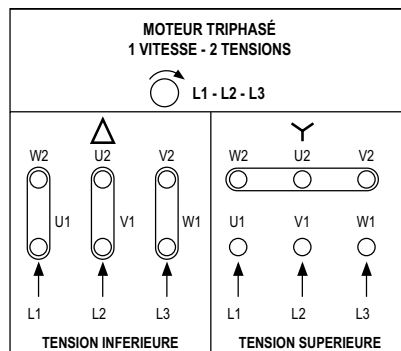 MOTEUR TRIPHASÉ
1 VITESSE - 2 TENSIONS
L1 - L2 - L3
W2 U2 V2
U1 V1 W1
L1 L2 L3
TENSION INFERIEURE
W2 U2 V2
U1 V1 W1
L1 L2 L3
TENSION SUPERIEURE